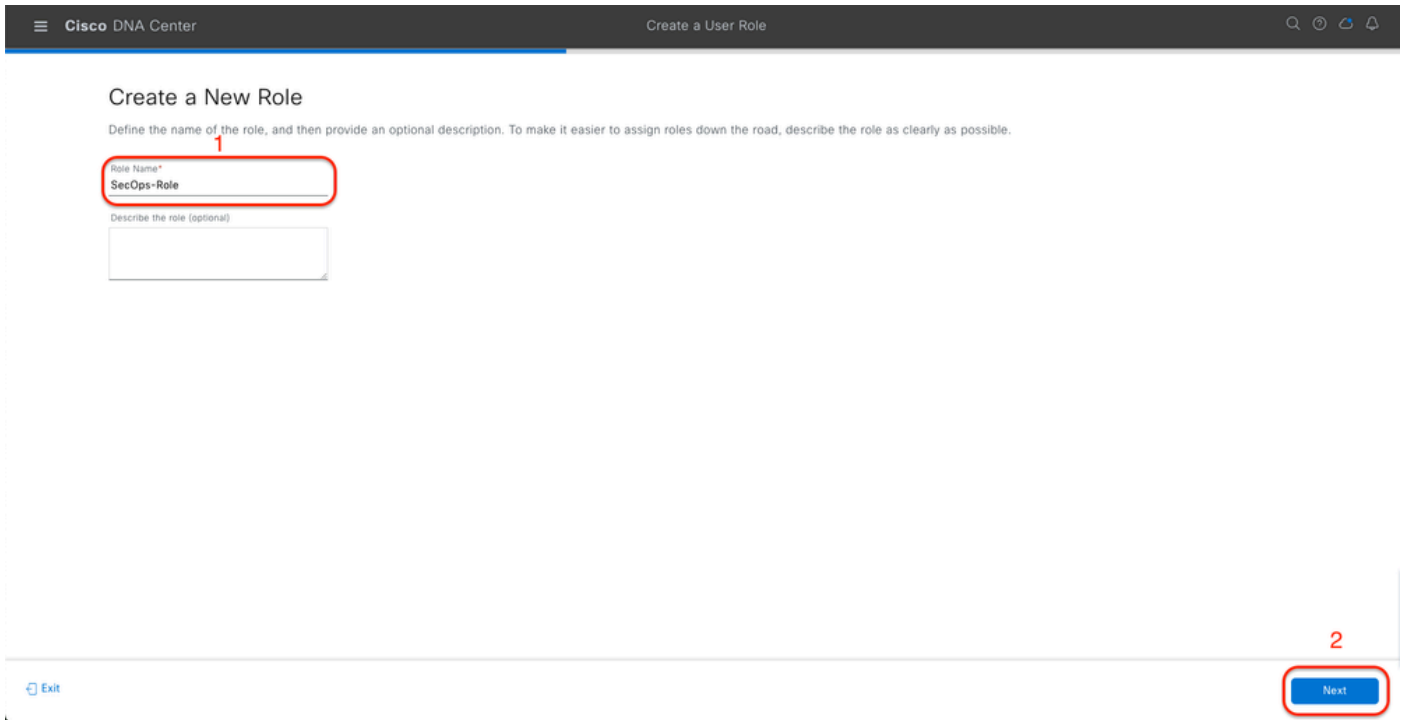 Cisco DNA Center
Create a User Role
Create a New Role
Define the name of the role, and then provide an optional description. To make it easier to assign roles down the road, describe the role as clearly as possible.
1
Role Name*
SecOps-Role
Describe the role (optional)
2
Exit
Next